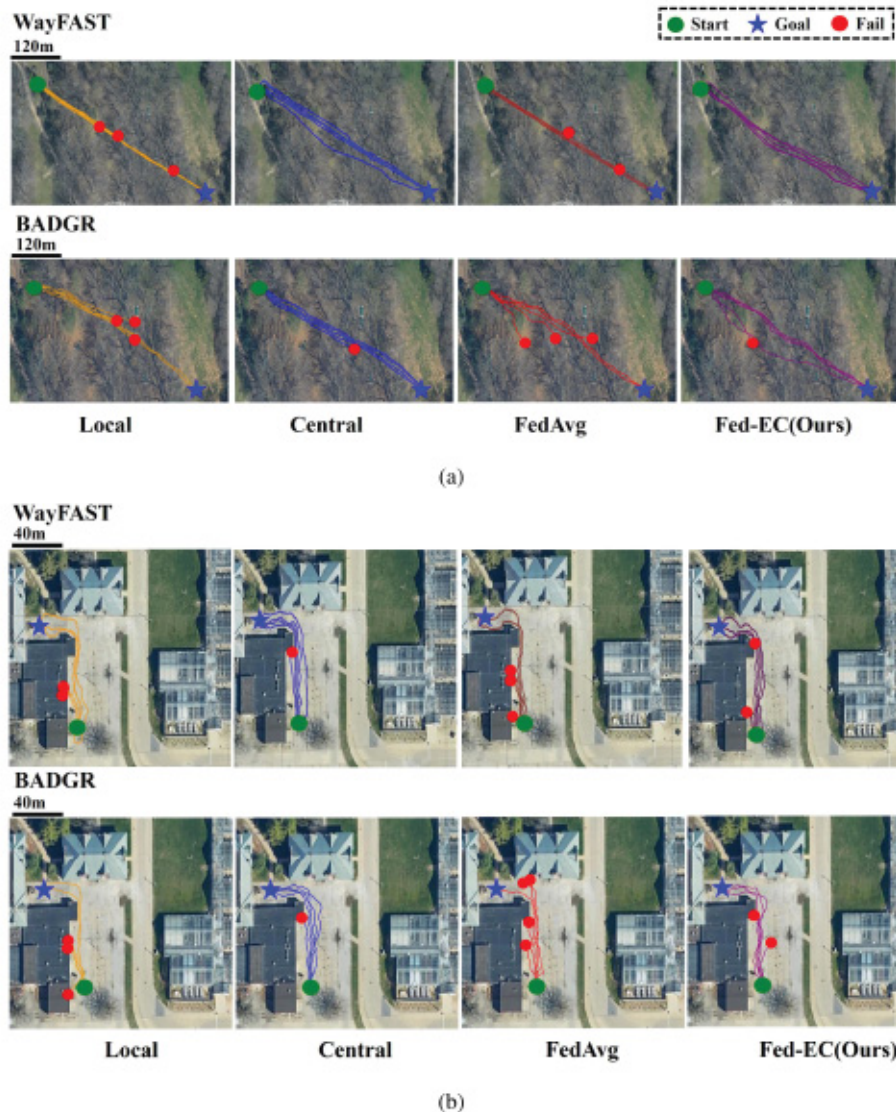 WayFAST
Start Goal Fail
120m
BADGR
120m
Local Central FedAvg Fed-EC(Ours)
(a)
WayFAST
40m
BADGR
40m
Local Central FedAvg Fed-EC(Ours)
(b)